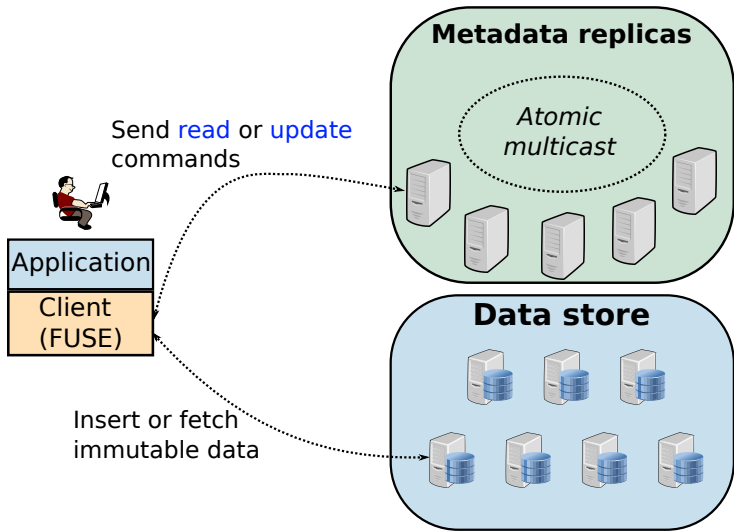 Metadata replicas
Atomic
multicast
Send read or update
commands
Application
Client
(FUSE)
Data store
Insert or fetch
immutable data